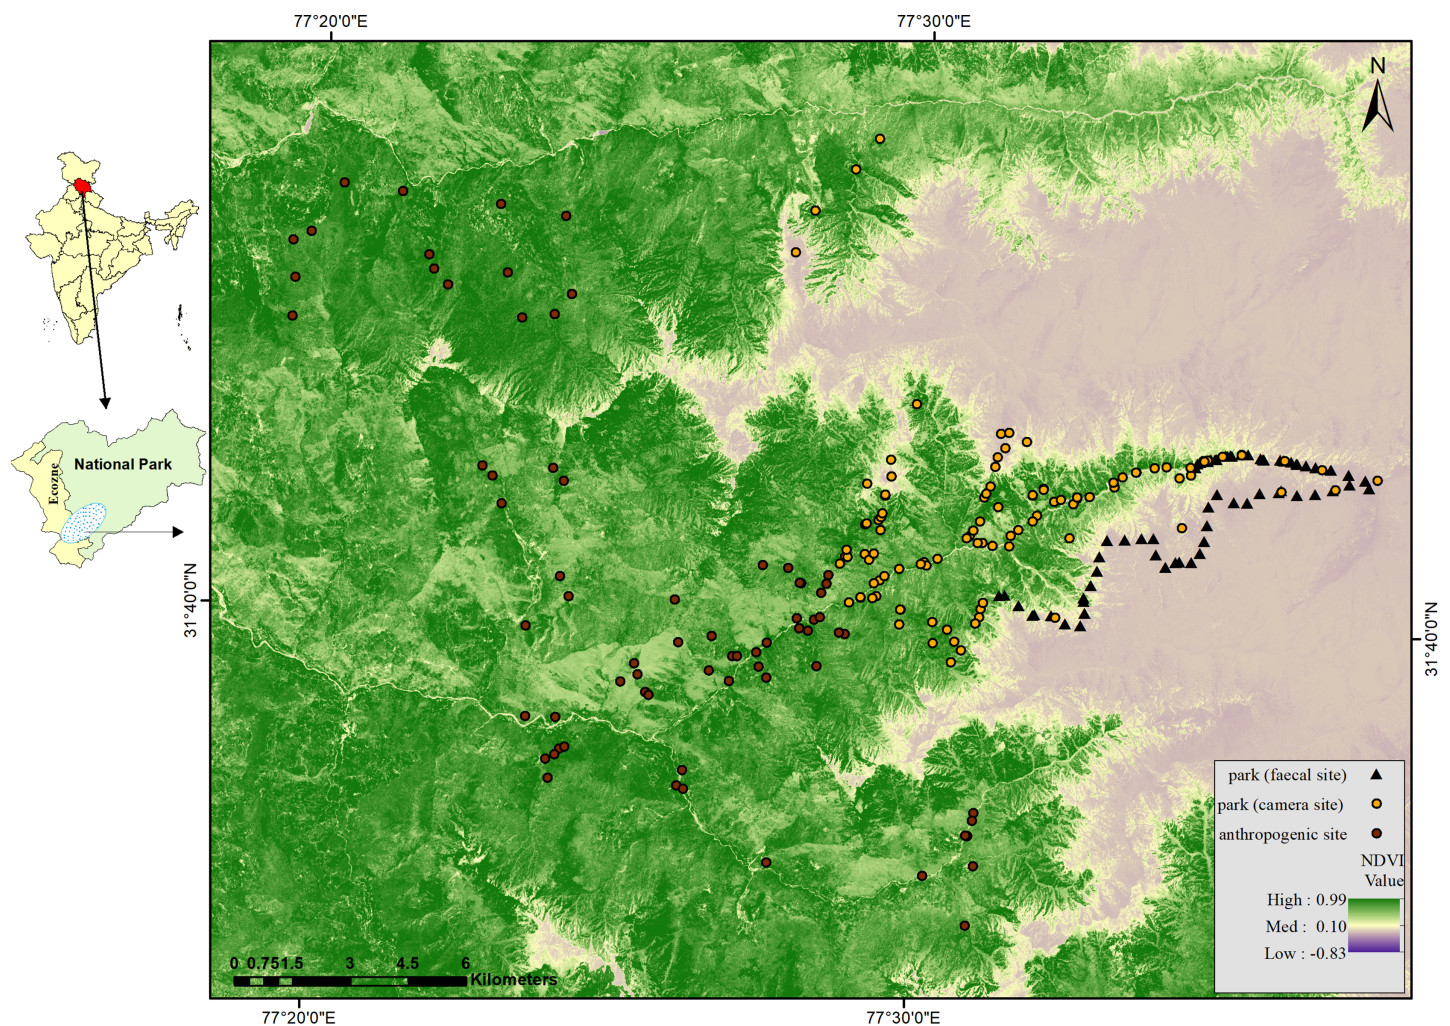 77°20'0"E
77°30'0"E
N
National Park
Ecozne
31°40'0"N
31°40'0"N
park (faecal site)
park (camera site)
anthropogenic site
NDVI
Value
High : 0.99
Med : 0.10
Low : -0.83
0 0.75 1.5 3 4.5 6
Kilometers
77°20'0"E
77°30'0"E